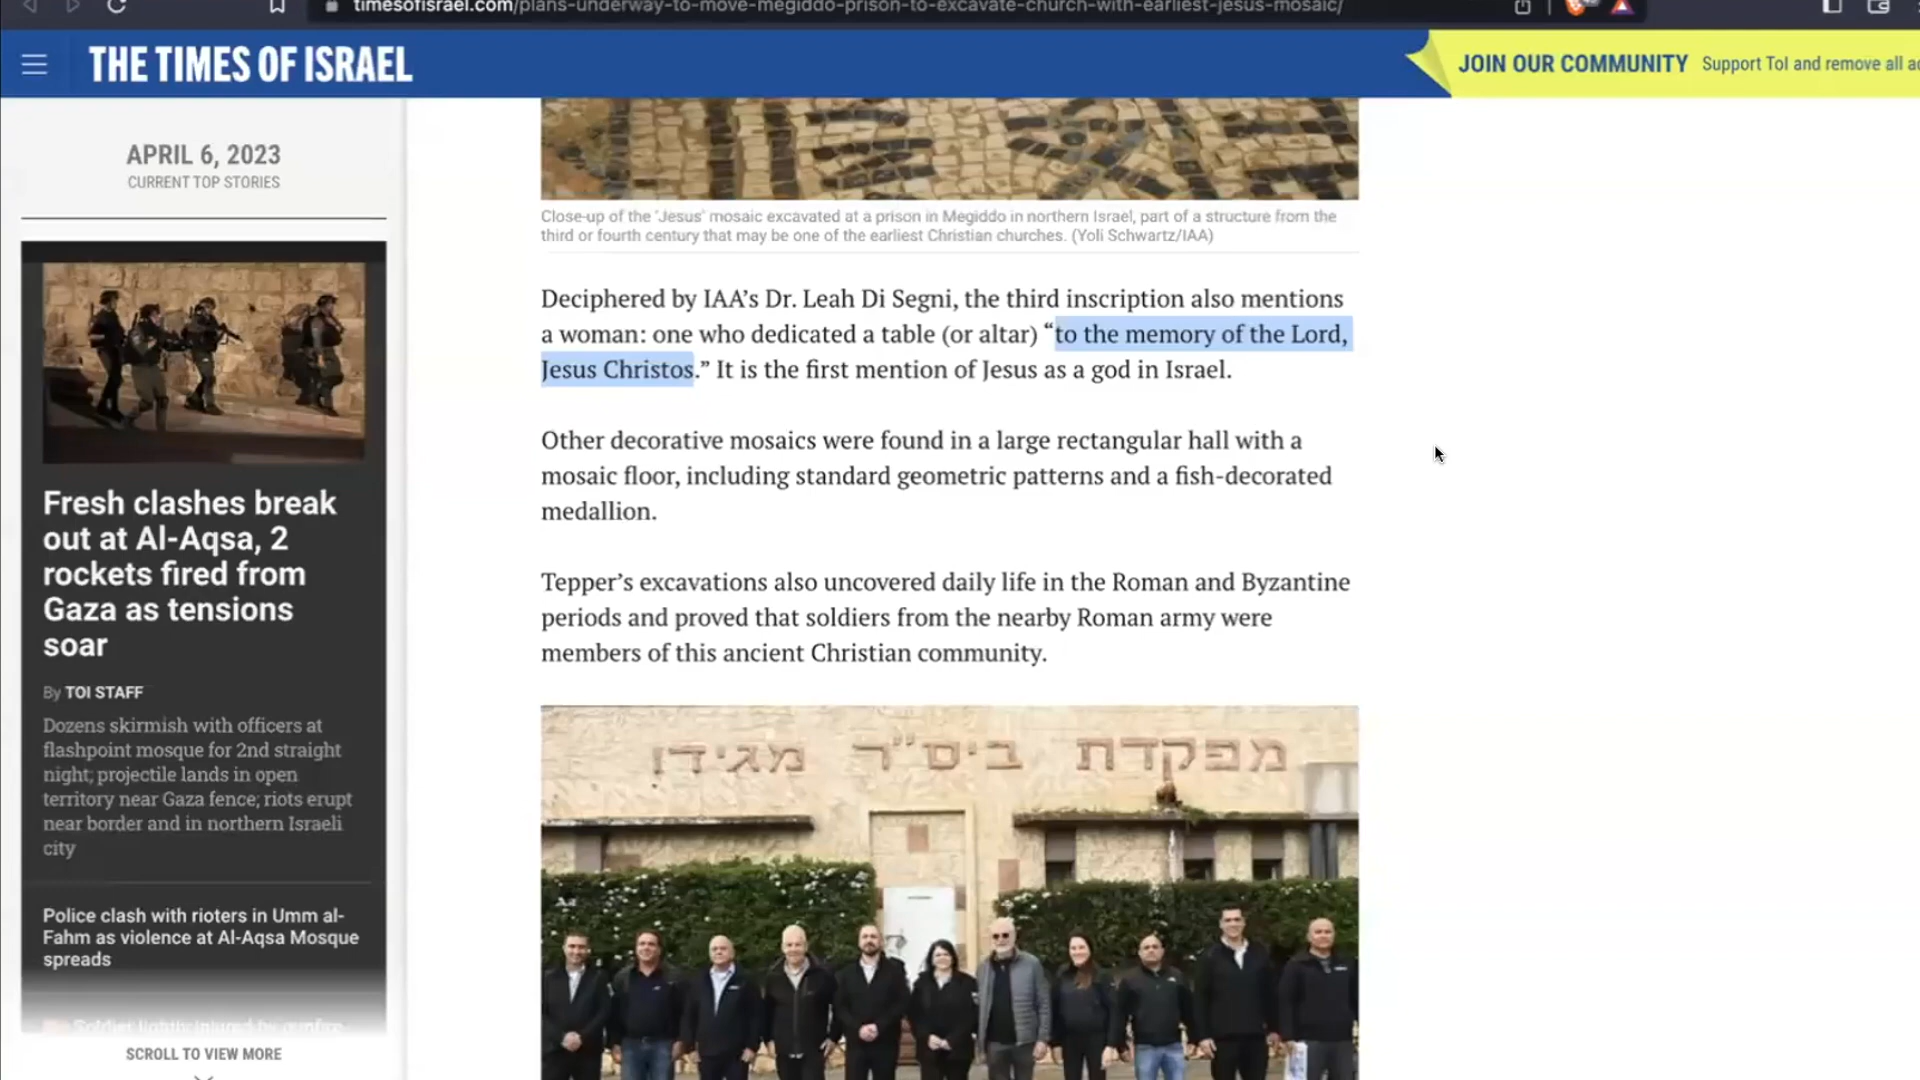 timesofisrael.com/plans-underway-to-move-megiddo-prison-to-excavate-church-with-earliest-jesus-mosaic/
THE TIMES OF ISRAEL
JOIN OUR COMMUNITY Support ToI and remove all
APRIL 6, 2023
CURRENT TOP STORIES
Fresh clashes break
out at Al-Aqsa, 2
rockets fired from
Gaza as tensions
soar
By TOI STAFF
Dozens skirmish with officers at
flashpoint mosque for 2nd straight
night; projectile lands in open
territory near Gaza fence; riots erupt
near border and in northern Israeli
city
Police clash with rioters in Umm al-
Fahm as violence at Al-Aqsa Mosque
spreads
Soldier lightly injured by gunfire
SCROLL TO VIEW MORE
Close-up of the 'Jesus' mosaic excavated at a prison in Megiddo in northern Israel, part of a structure from the
third or fourth century that may be one of the earliest Christian churches. (Yoli Schwartz/IAA)
Deciphered by IAA’s Dr. Leah Di Segni, the third inscription also mentions
a woman: one who dedicated a table (or altar) “to the memory of the Lord,
Jesus Christos.” It is the first mention of Jesus as a god in Israel.
Other decorative mosaics were found in a large rectangular hall with a
mosaic floor, including standard geometric patterns and a fish-decorated
medallion.
Tepper’s excavations also uncovered daily life in the Roman and Byzantine
periods and proved that soldiers from the nearby Roman army were
members of this ancient Christian community.
מפקדת ביס"ר מגידו